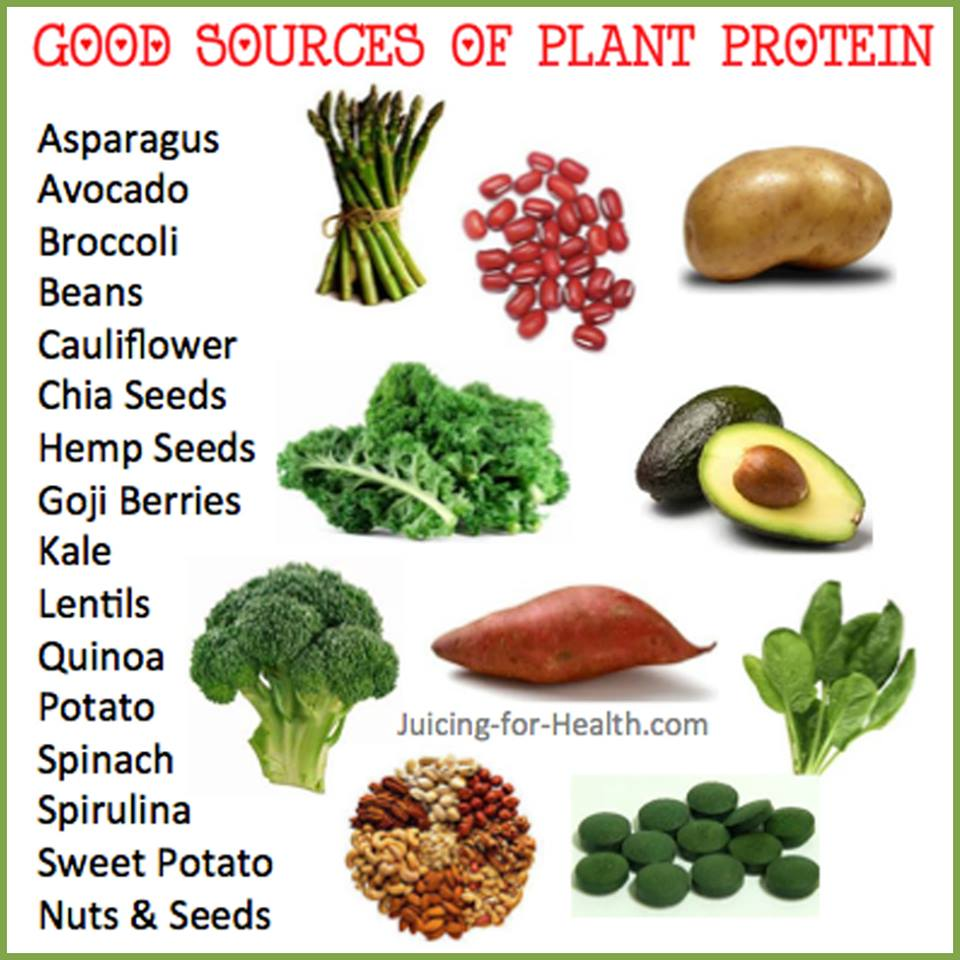 GOOD SOURCES OF PLANT PROTEIN
Asparagus
Avocado
Broccoli
Beans
Cauliflower
Chia Seeds
Hemp Seeds
Goji Berries
Kale
Lentils
Quinoa
Potato
Spinach
Spirulina
Sweet Potato
Nuts & Seeds
Juicing-for-Health.com